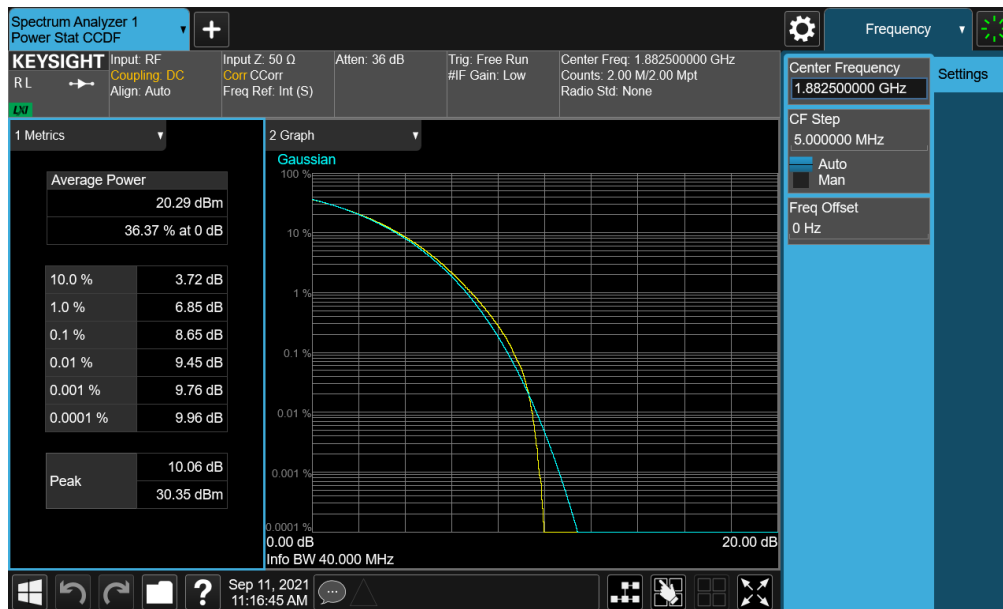 Spectrum Analyzer 1
Power Stat CCDF
+
Frequency
KEYSIGHT
R L
LXI
Input: RF
Coupling: DC
Align: Auto
Input Z: 50 Ω
Corr CCorr
Freq Ref: Int (S)
Atten: 36 dB
Trig: Free Run
#IF Gain: Low
Center Freq: 1.882500000 GHz
Counts: 2.00 M/2.00 Mpt
Radio Std: None
Center Frequency
1.882500000 GHz
Settings
CF Step
5.000000 MHz
Auto
Man
Freq Offset
0 Hz
1 Metrics
Average Power
20.29 dBm
36.37 % at 0 dB
10.0 % 3.72 dB
1.0 % 6.85 dB
0.1 % 8.65 dB
0.01 % 9.45 dB
0.001 % 9.76 dB
0.0001 % 9.96 dB
Peak
10.06 dB
30.35 dBm
2 Graph
Gaussian
100 %
10 %
1 %
0.1 %
0.01 %
0.001 %
0.0001 %
0.00 dB 20.00 dB
Info BW 40.000 MHz
?
Sep 11, 2021
11:16:45 AM